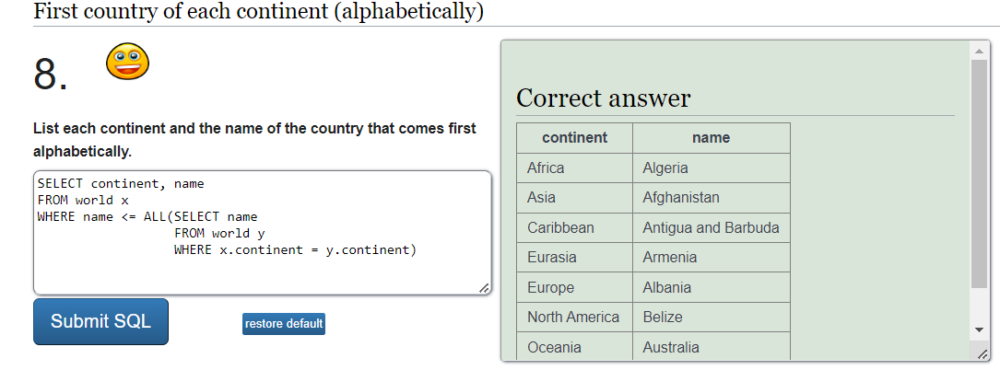 First country of each continent (alphabetically)
8.
List each continent and the name of the country that comes first
alphabetically.
SELECT continent, name
FROM world x
WHERE name <= ALL(SELECT name
FROM world y
WHERE x.continent = y.continent)
Submit SQL
restore default
Correct answer
continent name
Africa Algeria
Asia Afghanistan
Caribbean Antigua and Barbuda
Eurasia Armenia
Europe Albania
North America Belize
Oceania Australia